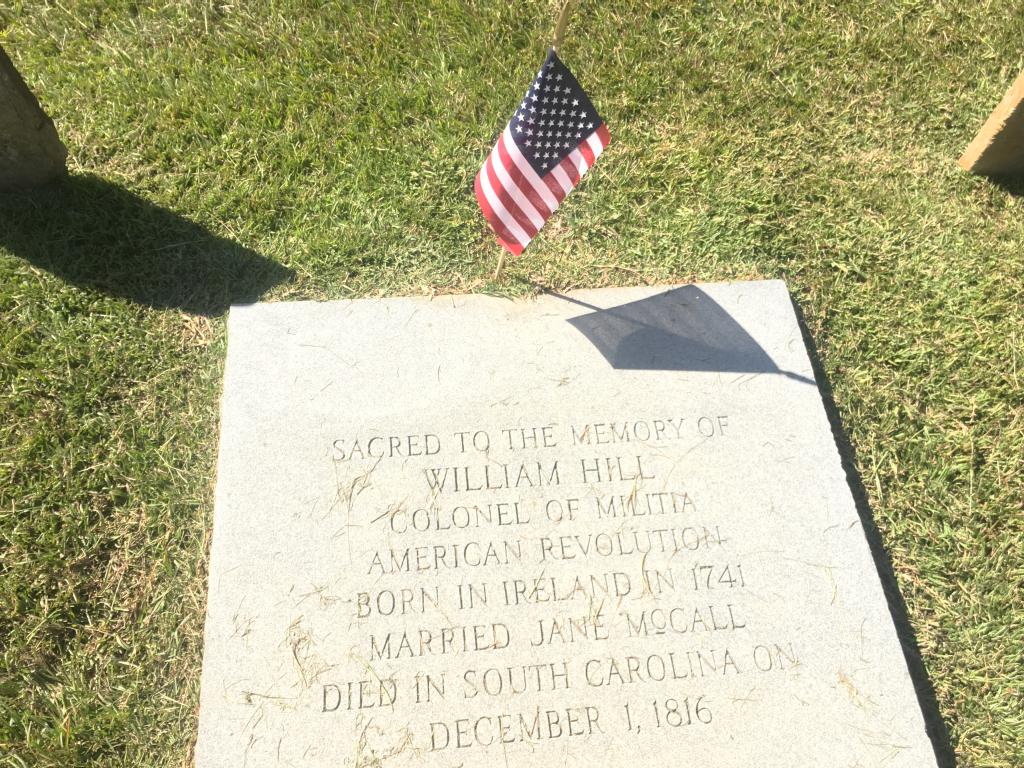 SACRED TO THE MEMORY OF
WILLIAM HILL
COLONEL OF MILITIA
AMERICAN REVOLUTION
BORN IN IRELAND IN 1741
MARRIED JANE McCALL
DIED IN SOUTH CAROLINA ON
DECEMBER 1, 1816